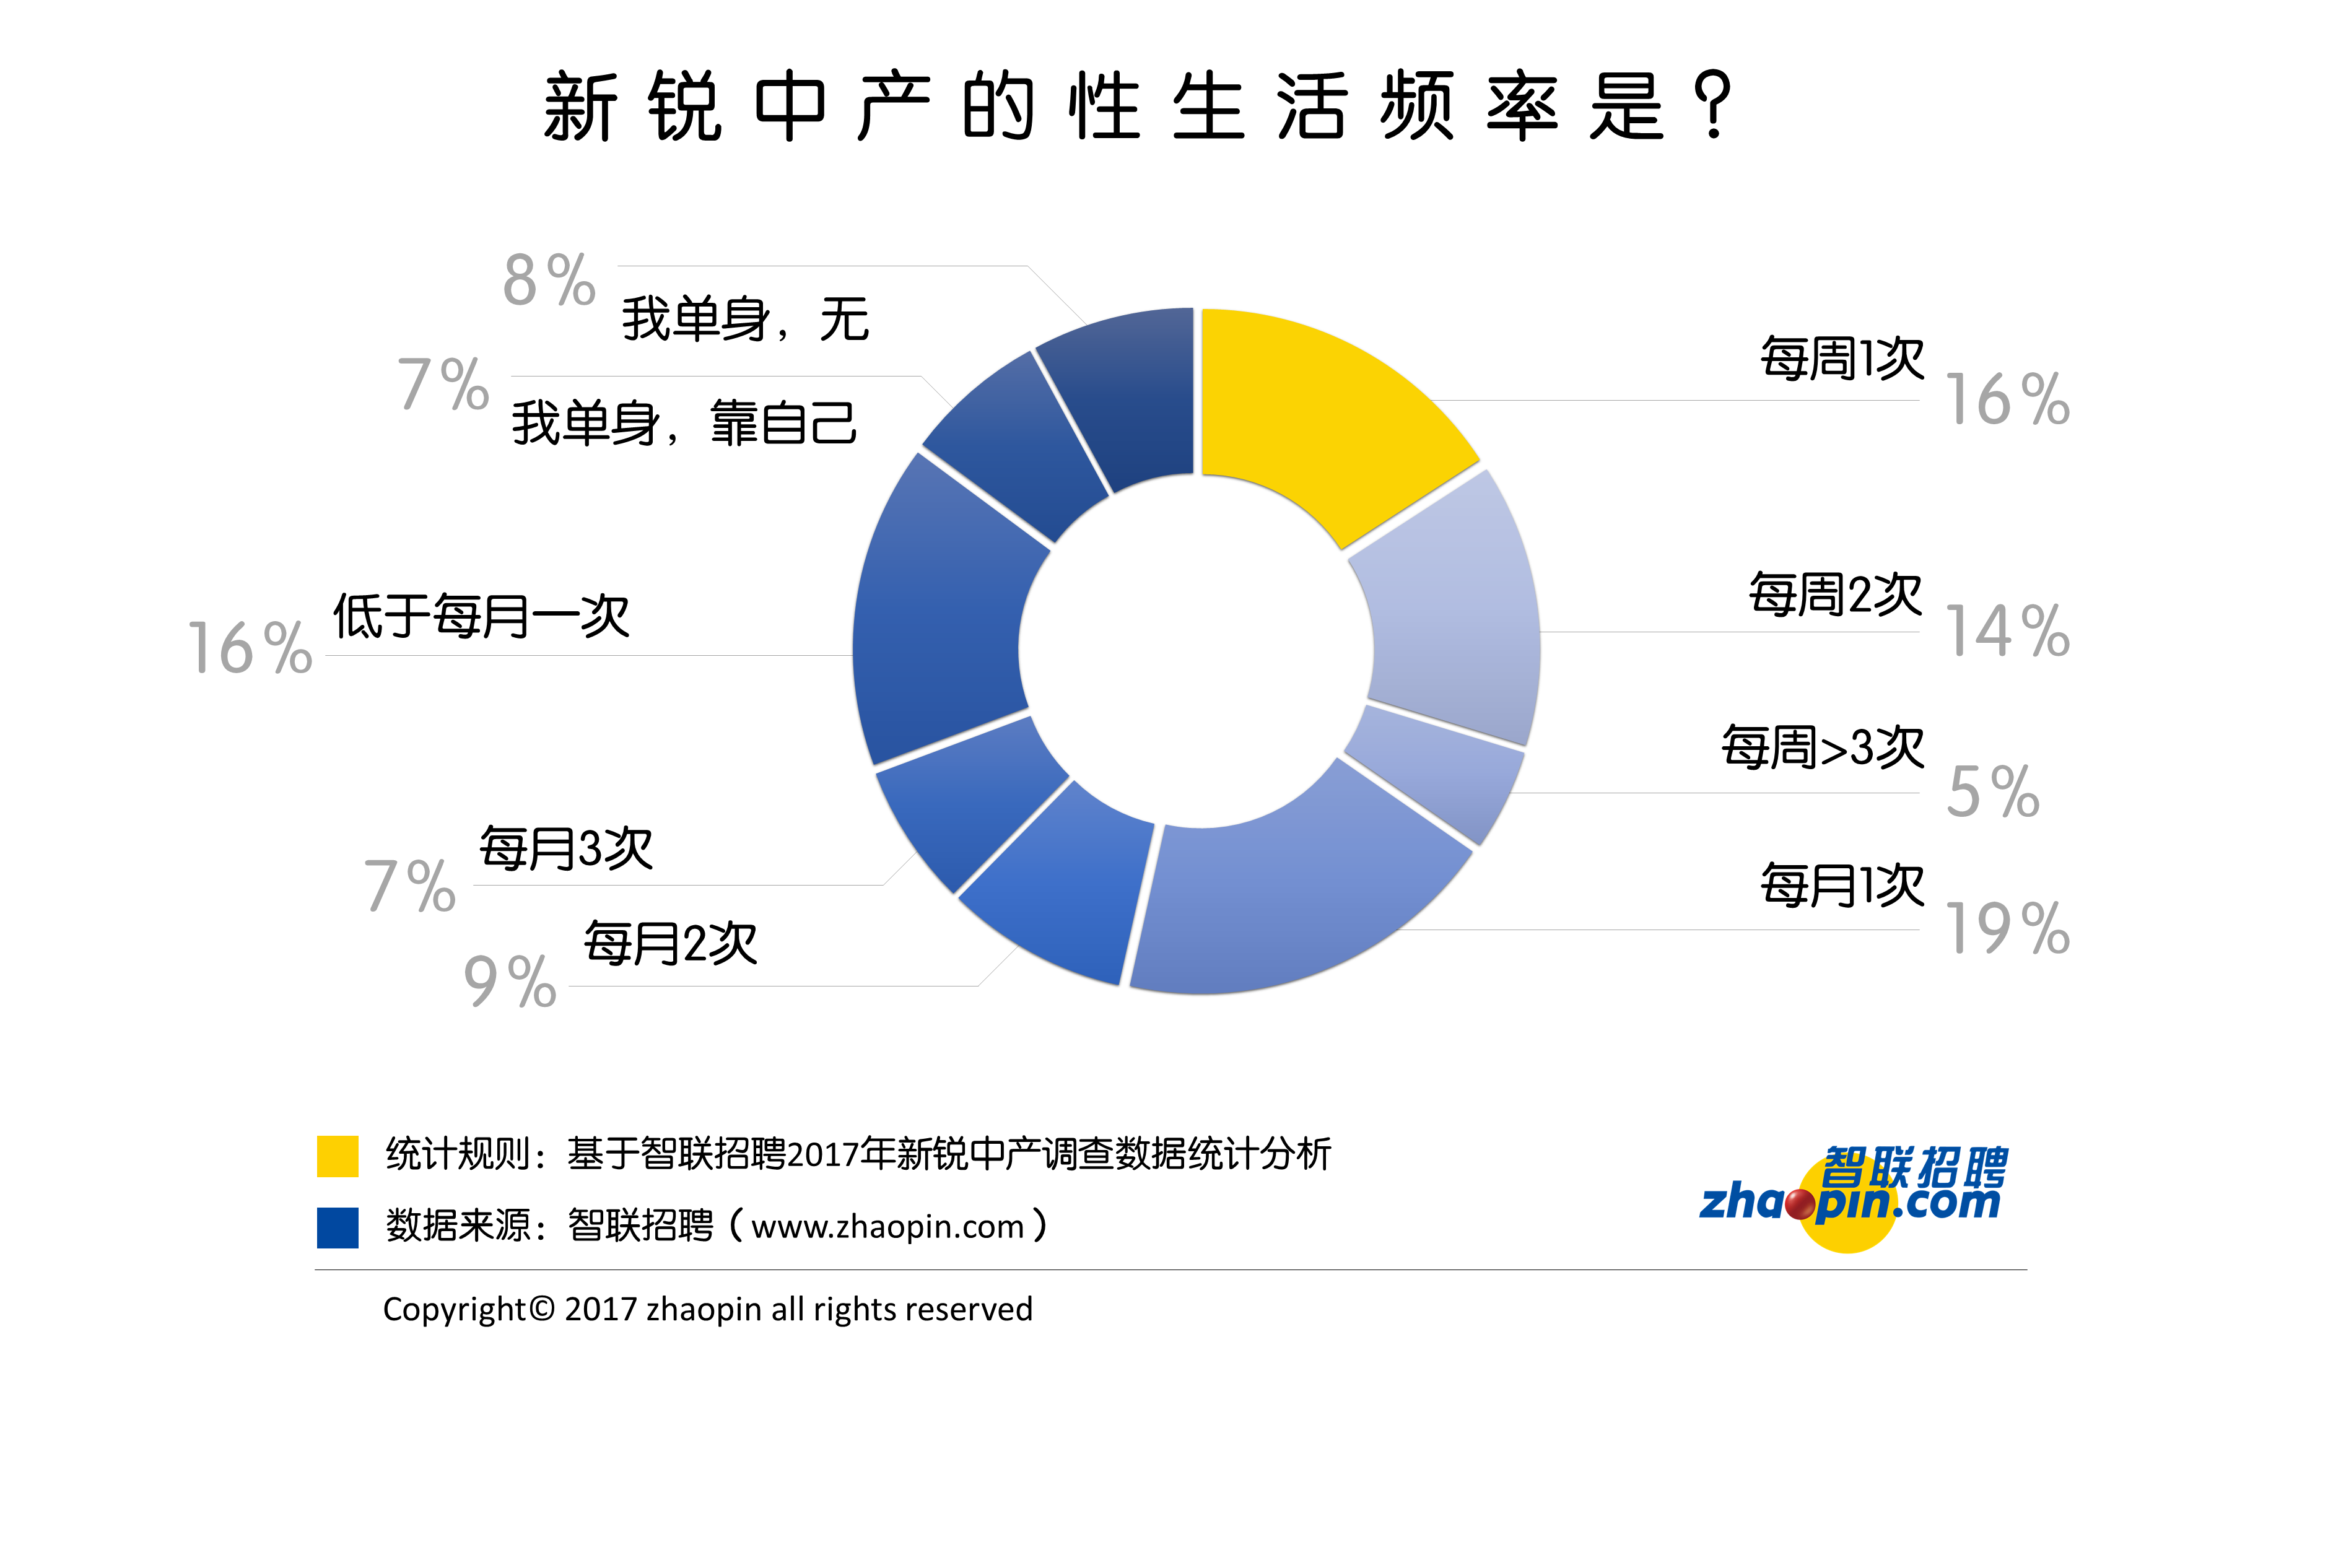 新锐中产的性生活频率是？
8%
我单身，无
7%
我单身，靠自己
16%
低于每月一次
7%
每月3次
9%
每月2次
每周1次
16%
每周2次
14%
每周>3次
5%
每月1次
19%
统计规则：基于智联招聘2017年新锐中产调查数据统计分析
数据来源：智联招聘（www.zhaopin.com）
智联招聘
zhaopin.com
Copyright© 2017 zhaopin all rights reserved